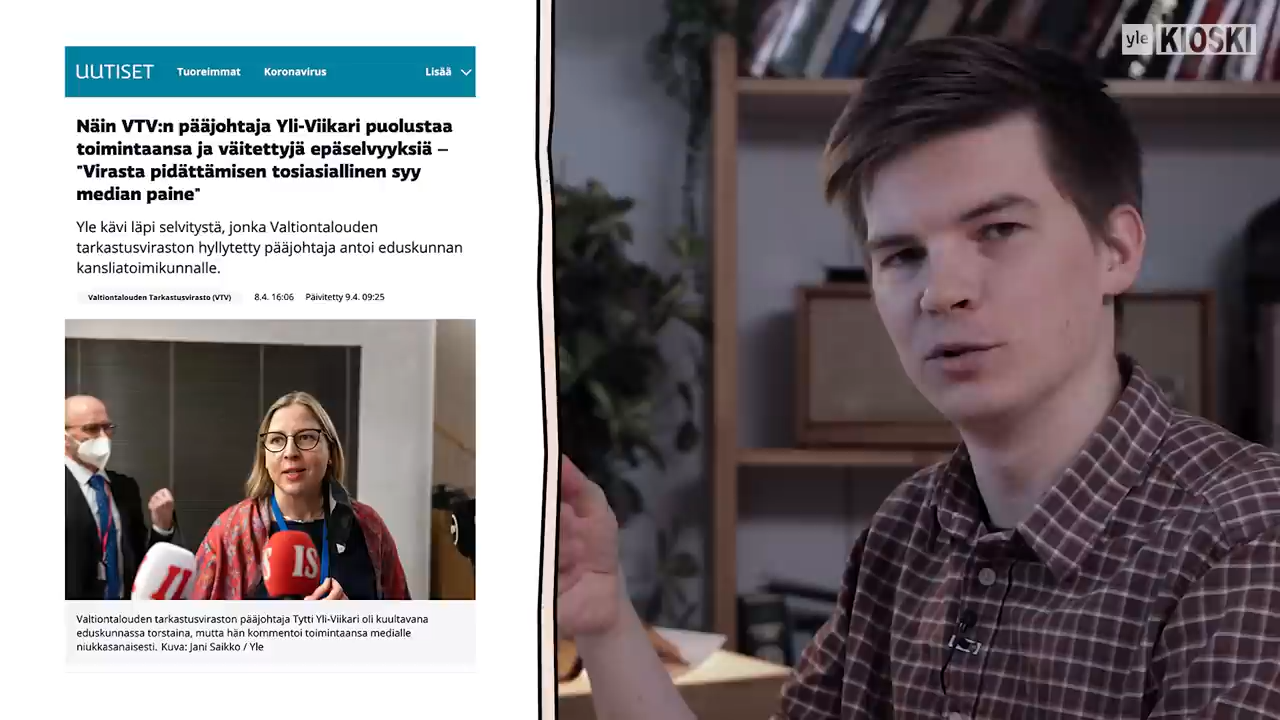 UUTISET Tuoreimmat Koronavirus Lisää
Näin VTV:n pääjohtaja Yli-Viikari puolustaa
toimintaansa ja väitettyjä epäselvyyksiä –
"Virasta pidättämisen tosiasiallinen syy
median paine"
Yle kävi läpi selvitystä, jonka Valtiontalouden
tarkastusviraston hyllytetty pääjohtaja antoi eduskunnan
kansliatoimikunnalle.
Valtiontalouden Tarkastusvirasto (VTV) 8.4. 16:06 Päivitetty 9.4. 09:25
IS
IS
Valtiontalouden tarkastusviraston pääjohtaja Tytti Yli-Viikari oli kuultavana
eduskunnassa torstaina, mutta hän kommentoi toimintaansa medialle
niukkasanaisesti. Kuva: Jani Saikko / Yle
yle KIOSKI